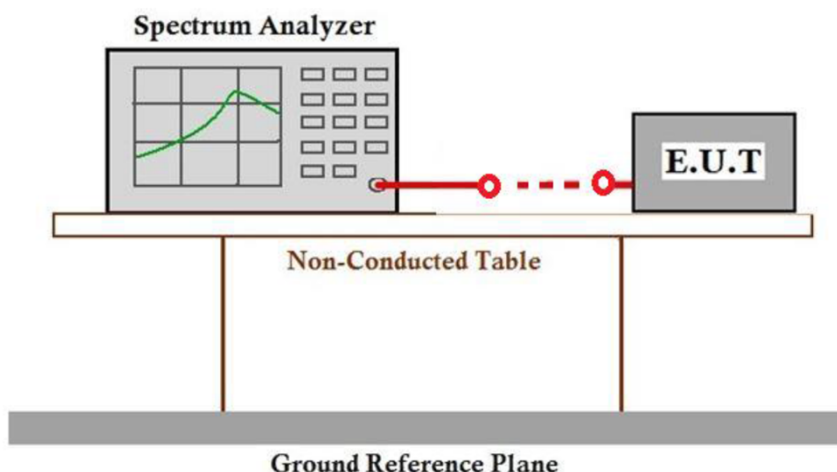 Spectrum Analyzer
E.U.T
Non-Conducted Table
Ground Reference Plane